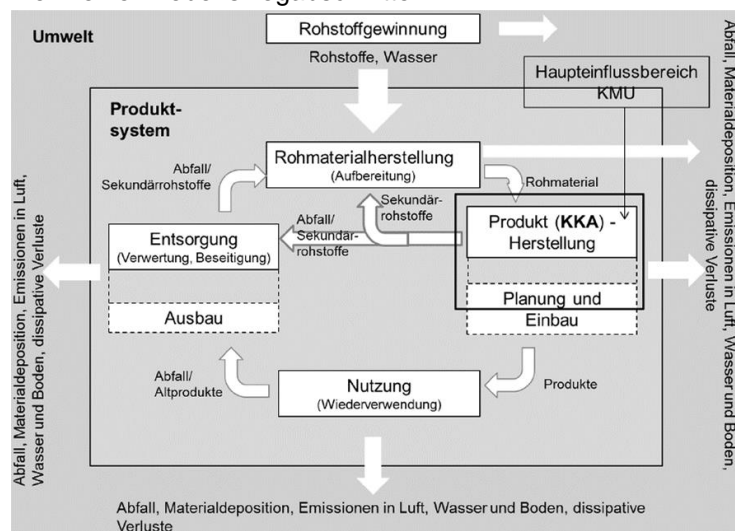 Umwelt
Rohstoffgewinnung
Rohstoffe, Wasser
Haupteinflussbereich
KMU
Produkt-
system
Rohmaterialherstellung
(Aufbereitung)
Abfall/
Sekundärrohstoffe
Rohmaterial
Sekundär-
rohstoffe
Abfall/
Sekundär-
rohstoffe
Produkt (KKA) -
Herstellung
Entsorgung
(Verwertung, Beseitigung)
Planung und
Einbau
Ausbau
Abfall/
Altprodukte
Nutzung
(Wiederverwendung)
Produkte
Abfall, Materialdeposition, Emissionen in Luft,
Wasser und Boden, dissipative Verluste
Abfall, Materialdeposition, Emissionen in Luft, Wasser und Boden,
dissipative Verluste
Abfall, Materialdeposition, Emissionen in Luft, Wasser und Boden, dissipative
Verluste